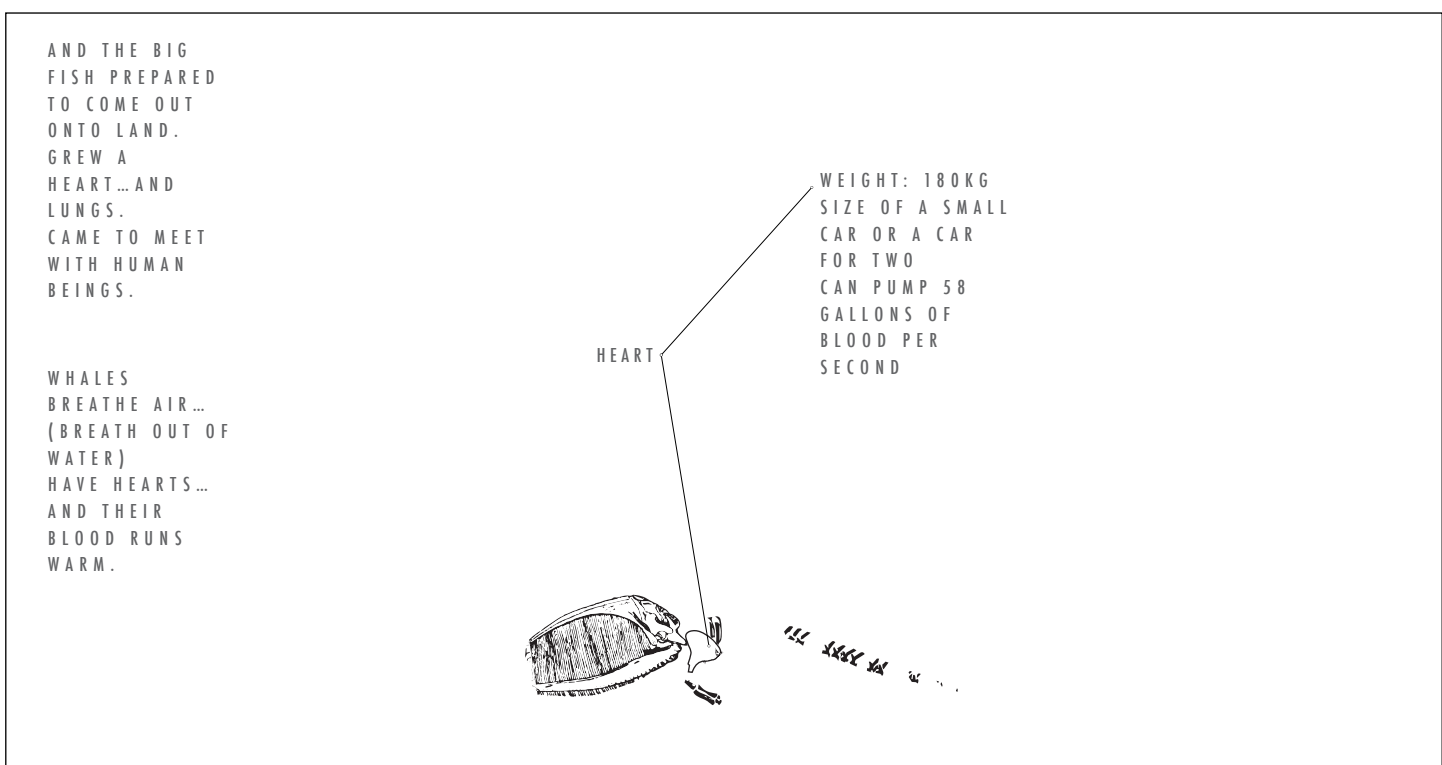 AND THE BIG
FISH PREPARED
TO COME OUT
ONTO LAND.
GREW A
HEART…AND
LUNGS.
CAME TO MEET
WITH HUMAN
BEINGS.
WHALES
BREATHE AIR…
(BREATH OUT OF
WATER)
HAVE HEARTS…
AND THEIR
BLOOD RUNS
WARM.
HEART
WEIGHT: 180KG
SIZE OF A SMALL
CAR OR A CAR
FOR TWO
CAN PUMP 58
GALLONS OF
BLOOD PER
SECOND